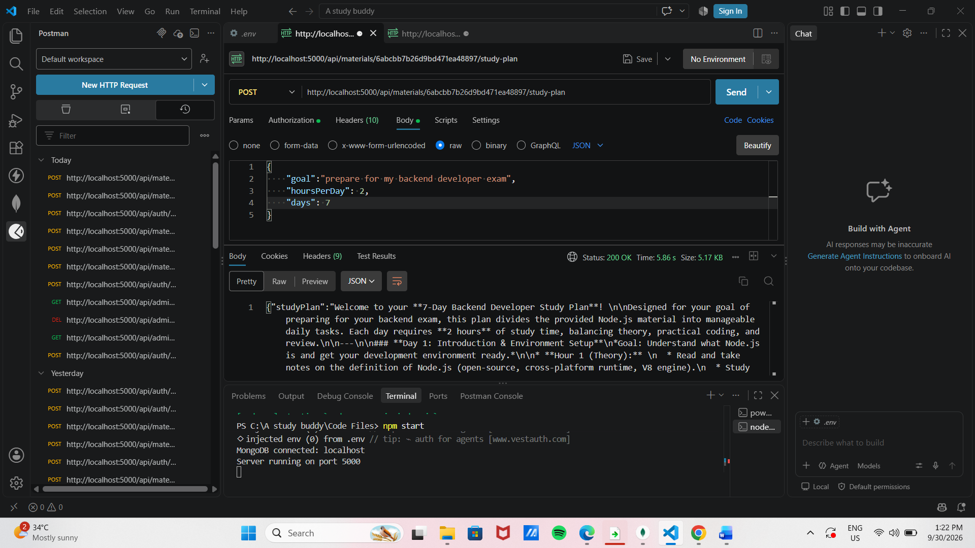 File Edit Selection View Go Run Terminal Help
A study buddy
Sign In
Postman
Default workspace
New HTTP Request
Filter
Today
POST http://localhost:5000/api/mate...
POST http://localhost:5000/api/mate...
POST http://localhost:5000/api/auth/...
POST http://localhost:5000/api/mate...
POST http://localhost:5000/api/mate...
POST http://localhost:5000/api/mate...
POST http://localhost:5000/api/auth/...
GET http://localhost:5000/api/admi...
DEL http://localhost:5000/api/admi...
GET http://localhost:5000/api/admi...
POST http://localhost:5000/api/auth/...
Yesterday
POST http://localhost:5000/api/auth/...
POST http://localhost:5000/api/auth/...
POST http://localhost:5000/api/mate...
POST http://localhost:5000/api/auth/...
POST http://localhost:5000/api/auth/...
POST http://localhost:5000/api/mate...
.env
http://localhos...
http://localhos...
HTTP http://localhost:5000/api/materials/6abcbb7b26d9bd471ea48897/study-plan
Save
No Environment
POST http://localhost:5000/api/materials/6abcbb7b26d9bd471ea48897/study-plan
Send
Params Authorization Headers (10) Body Scripts Settings
Code Cookies
none form-data x-www-form-urlencoded raw binary GraphQL JSON
Beautify
1 {
2 "goal":"prepare for my backend developer exam",
3 "hoursPerDay": 2,
4 "days": 7
5 }
Body Cookies Headers (9) Test Results
Status: 200 OK Time: 5.86 s Size: 5.17 KB
Pretty Raw Preview JSON
1 {"studyPlan":"Welcome to your **7-Day Backend Developer Study Plan**! \n\nDesigned for your goal of
preparing for your backend exam, this plan divides the provided Node.js material into manageable
daily tasks. Each day requires **2 hours** of study time, balancing theory, practical coding, and
review.\n\n---\n\n### **Day 1: Introduction & Environment Setup**\n*Goal: Understand what Node.js
is and get your development environment ready.*\n\n* **Hour 1 (Theory):** \n  * Read and take
notes on the definition of Node.js (open-source, cross-platform runtime, V8 engine).\n  * Study
Problems Output Debug Console Terminal Ports Postman Console
PS C:\A study buddy\Code Files> npm start
injected env (0) from .env // tip: ~ auth for agents [www.vestauth.com]
MongoDB connected: localhost
Server running on port 5000
pow...
node...
Chat
Build with Agent
AI responses may be inaccurate
Generate Agent Instructions to onboard AI
onto your codebase.
.env
Describe what to build
Agent Models
Local Default permissions
0 0
2
34°C
Mostly sunny
Search
ENG
US
1:22 PM
9/30/2026